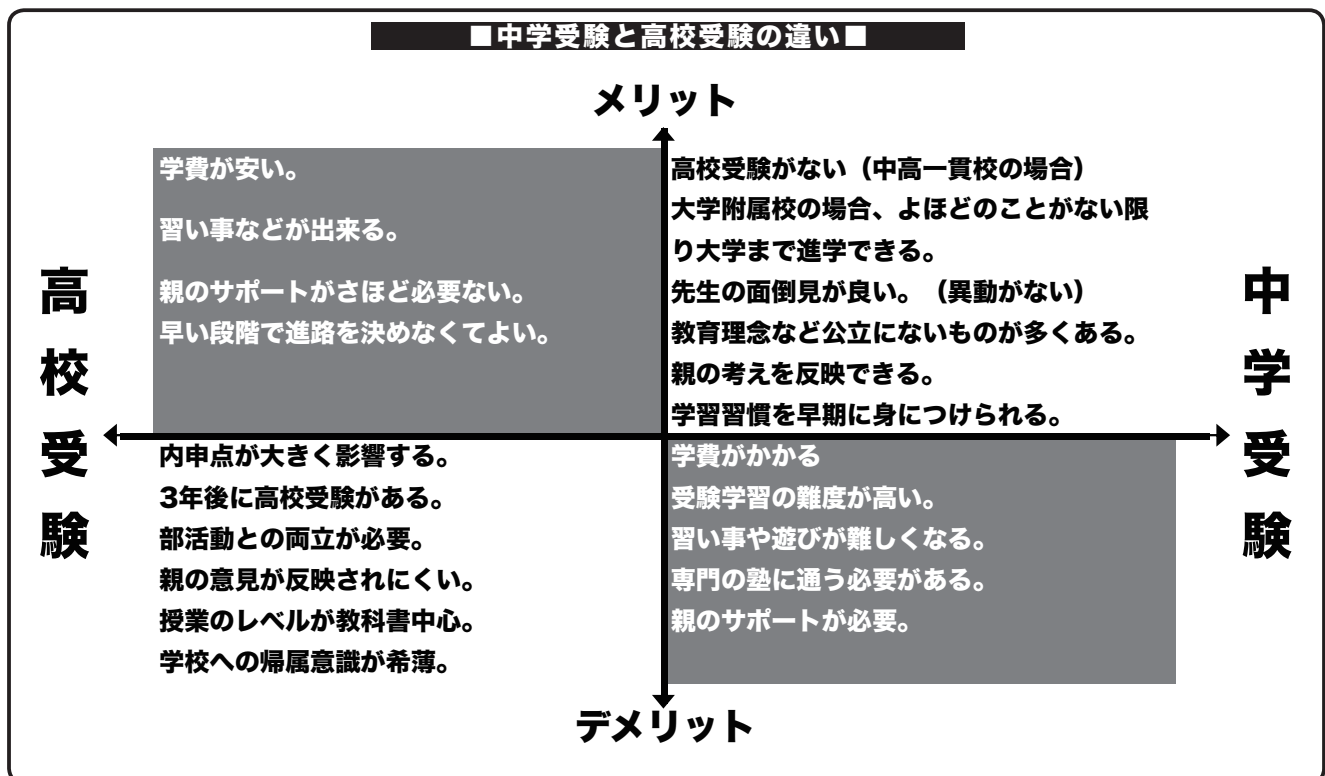 ■中学受験と高校受験の違い■
メリット
学費が安い。
習い事などが出来る。
親のサポートがさほど必要ない。
早い段階で進路を決めなくてよい。
高校受験がない（中高一貫校の場合）
大学附属校の場合、よほどのことがない限
り大学まで進学できる。
先生の面倒見が良い。（異動がない）
教育理念など公立にないものが多くある。
親の考えを反映できる。
学習習慣を早期に身につけられる。
高校受験
中学受験
内申点が大きく影響する。
3年後に高校受験がある。
部活動との両立が必要。
親の意見が反映されにくい。
授業のレベルが教科書中心。
学校への帰属意識が希薄。
学費がかかる
受験学習の難度が高い。
習い事や遊びが難しくなる。
専門の塾に通う必要がある。
親のサポートが必要。
デメリット